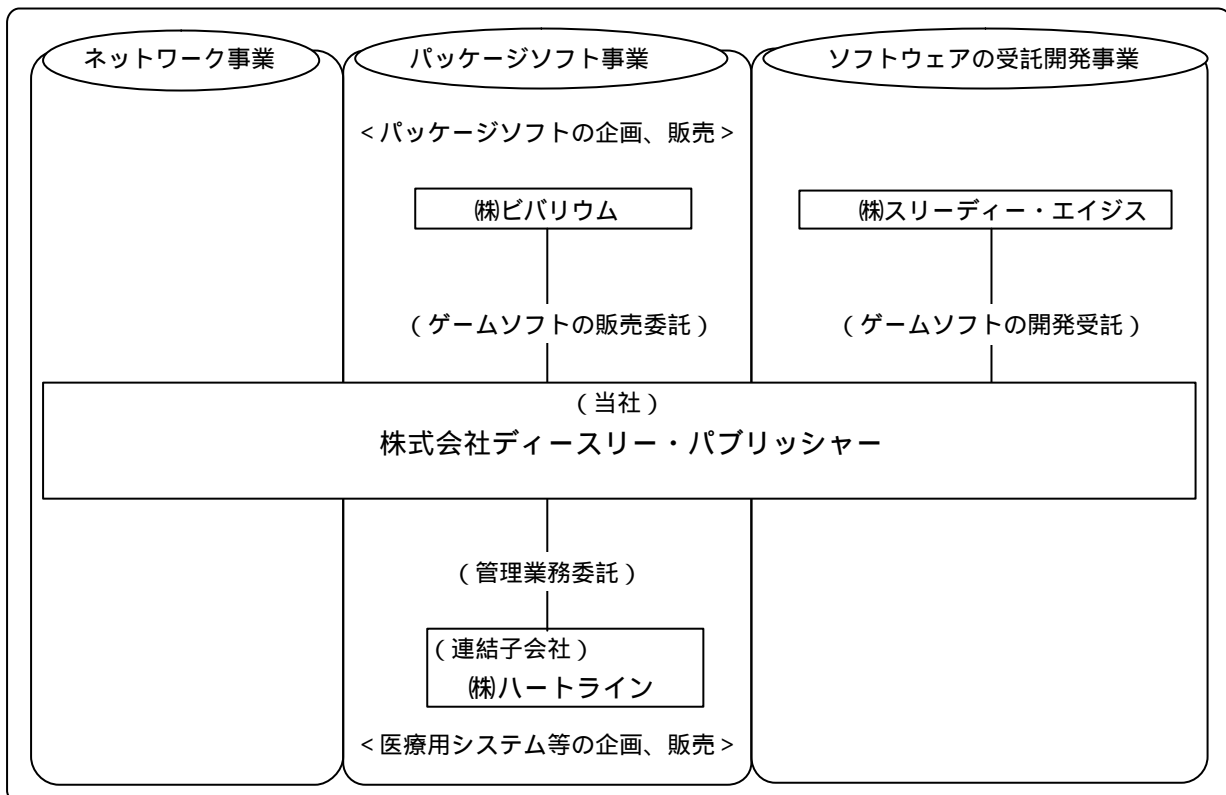 ネットワーク事業
パッケージソフト事業
ソフトウェアの受託開発事業
<パッケージソフトの企画、販売>
㈱ビバリウム
㈱スリーディー・エイジス
(ゲームソフトの販売委託)
(ゲームソフトの開発受託)
(当社)
株式会社ディースリー・パブリッシャー
(管理業務委託)
(連結子会社)
㈱ハートライン
<医療用システム等の企画、販売>